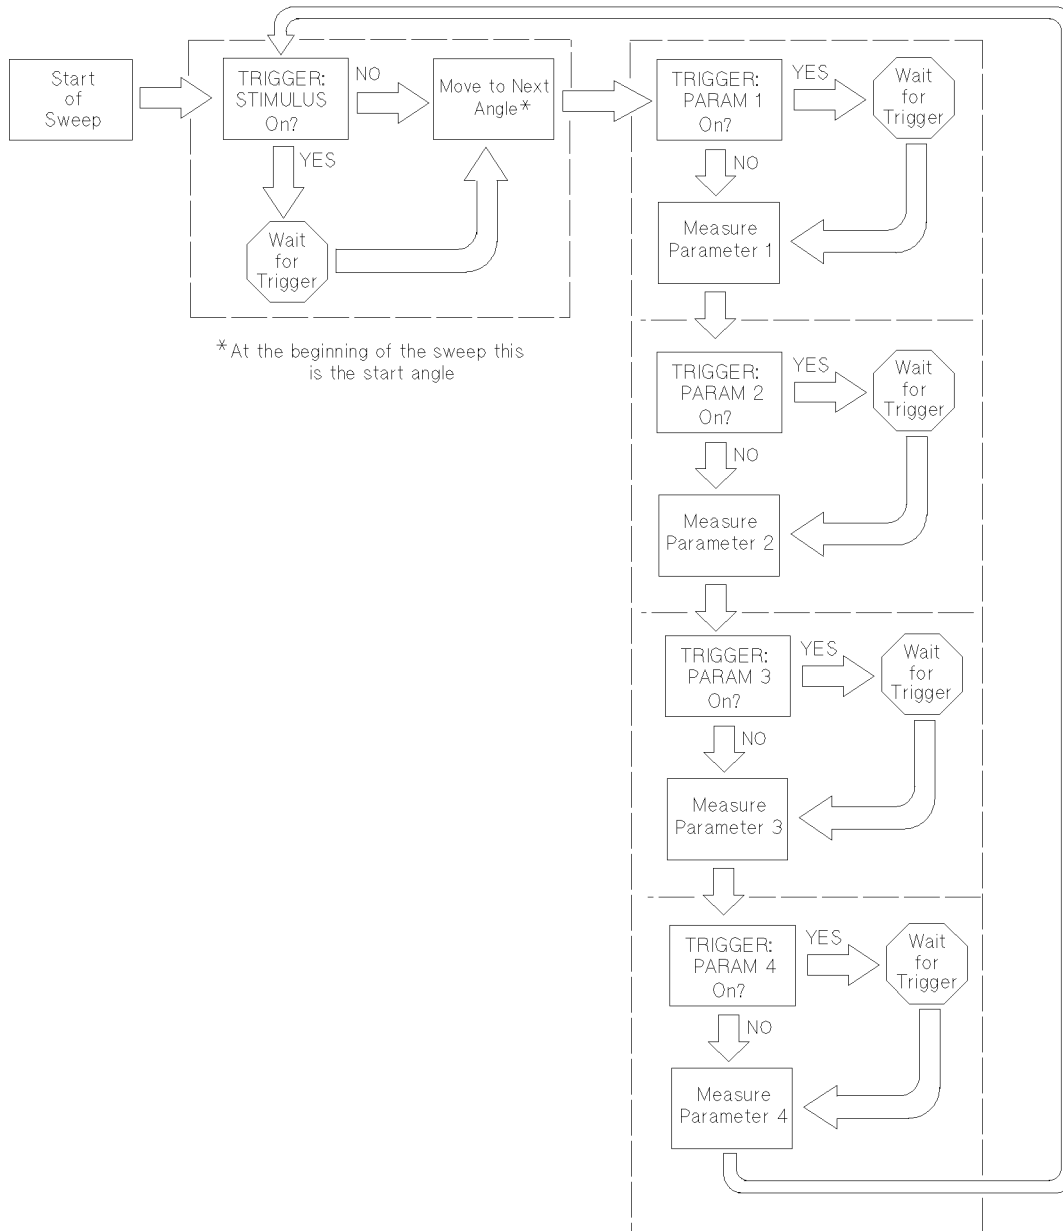 Start
of
Sweep
TRIGGER:
STIMULUS
On?
NO
Move to Next
Angle*
YES
Wait
for
Trigger
*At the beginning of the sweep this
is the start angle
TRIGGER:
PARAM 1
On?
YES
Wait
for
Trigger
NO
Measure
Parameter 1
TRIGGER:
PARAM 2
On?
YES
Wait
for
Trigger
NO
Measure
Parameter 2
TRIGGER:
PARAM 3
On?
YES
Wait
for
Trigger
NO
Measure
Parameter 3
TRIGGER:
PARAM 4
On?
YES
Wait
for
Trigger
NO
Measure
Parameter 4